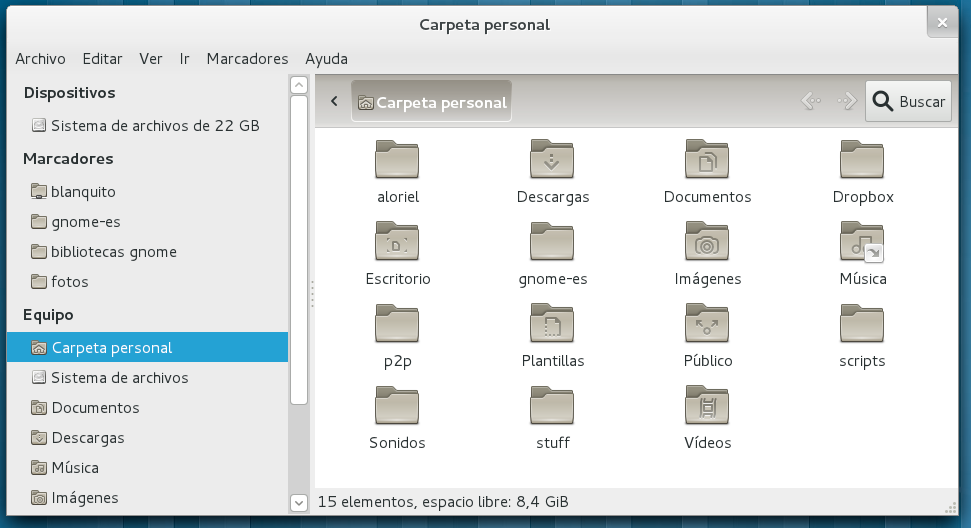 Carpeta personal
Archivo Editar Ver Ir Marcadores Ayuda
Dispositivos
Sistema de archivos de 22 GB
Marcadores
blanquito
gnome-es
bibliotecas gnome
fotos
Equipo
Carpeta personal
Sistema de archivos
Documentos
Descargas
Música
Imágenes
Carpeta personal Buscar
aloriel Descargas Documentos Dropbox
Escritorio gnome-es Imágenes Música
p2p Plantillas Público scripts
Sonidos stuff Vídeos
15 elementos, espacio libre: 8,4 GiB